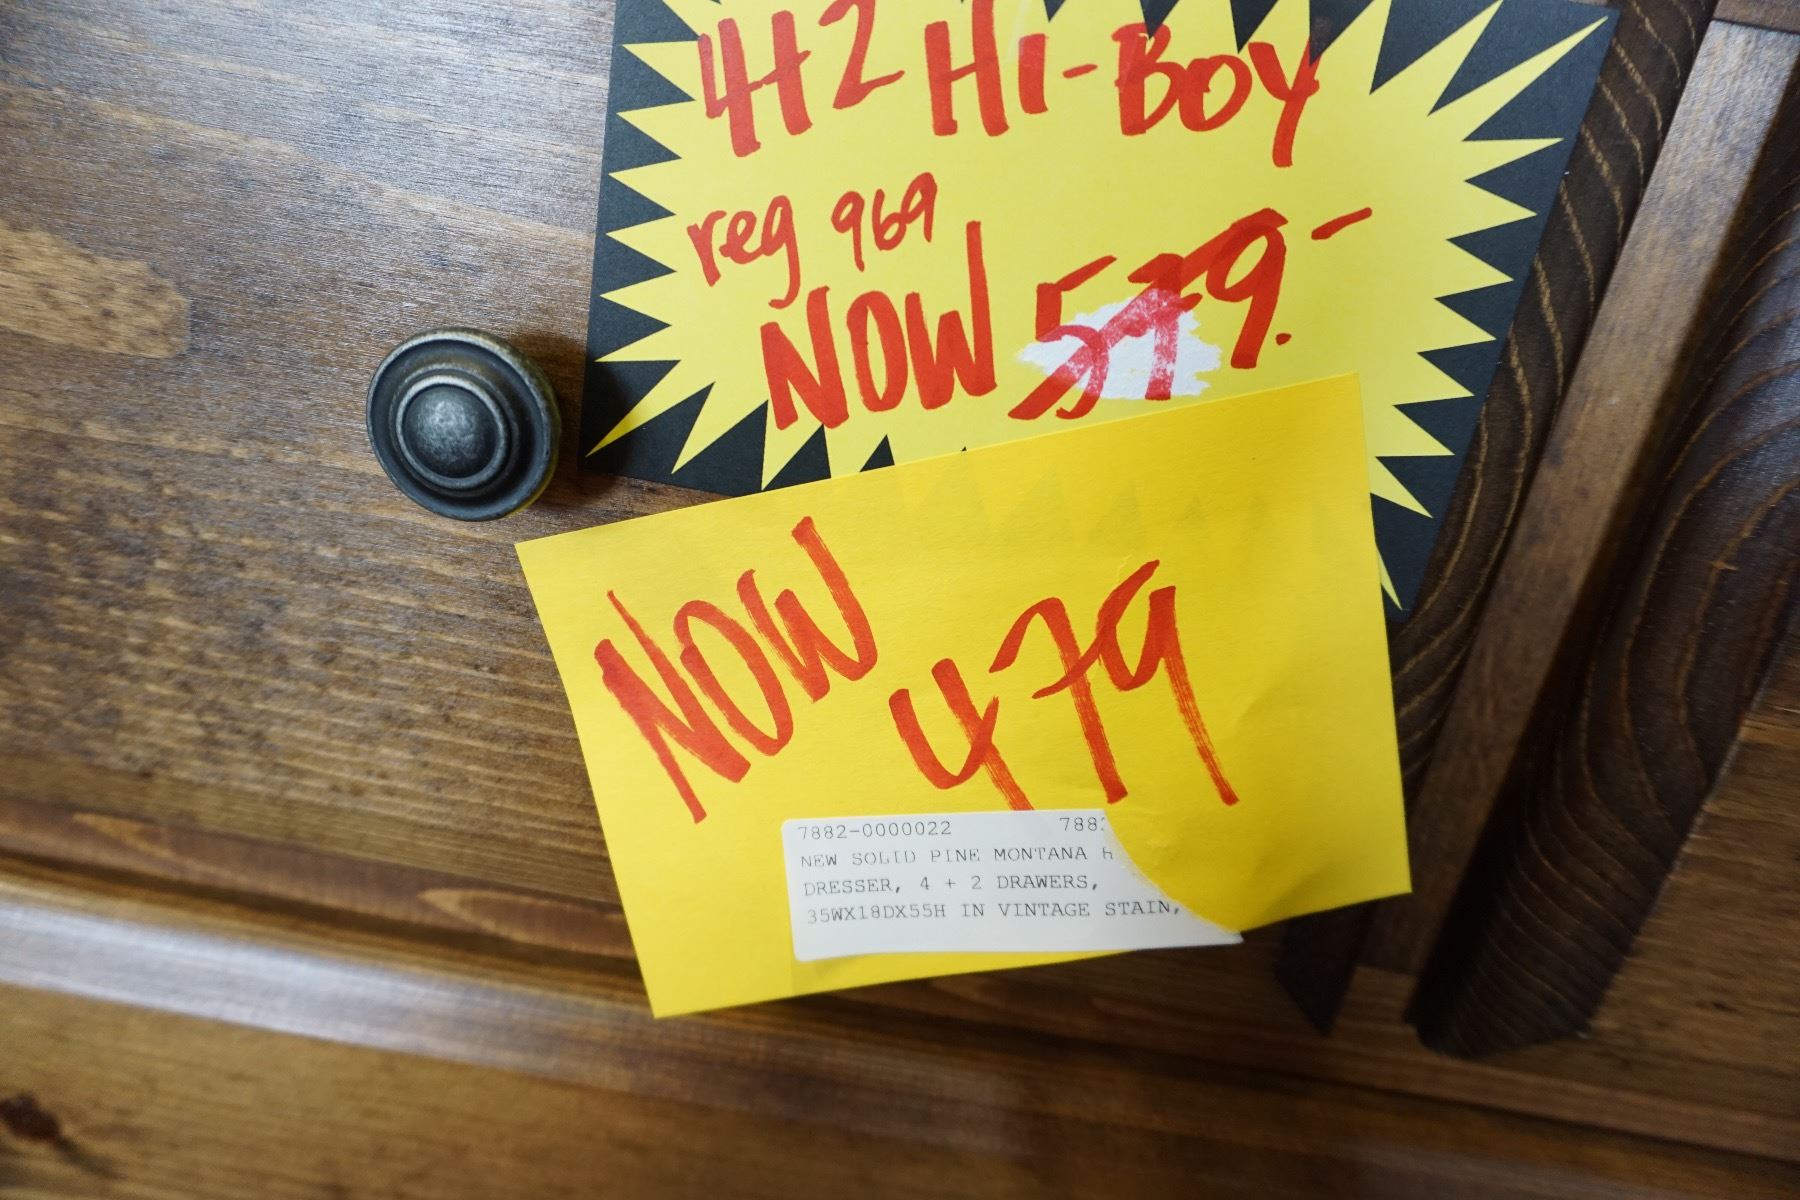 4+2 Hi-Boy
reg 969
NOW 579.-
NOW 479
7882-0000022 788
NEW SOLID PINE MONTANA H
DRESSER, 4 + 2 DRAWERS,
35WX18DX55H IN VINTAGE STAIN,